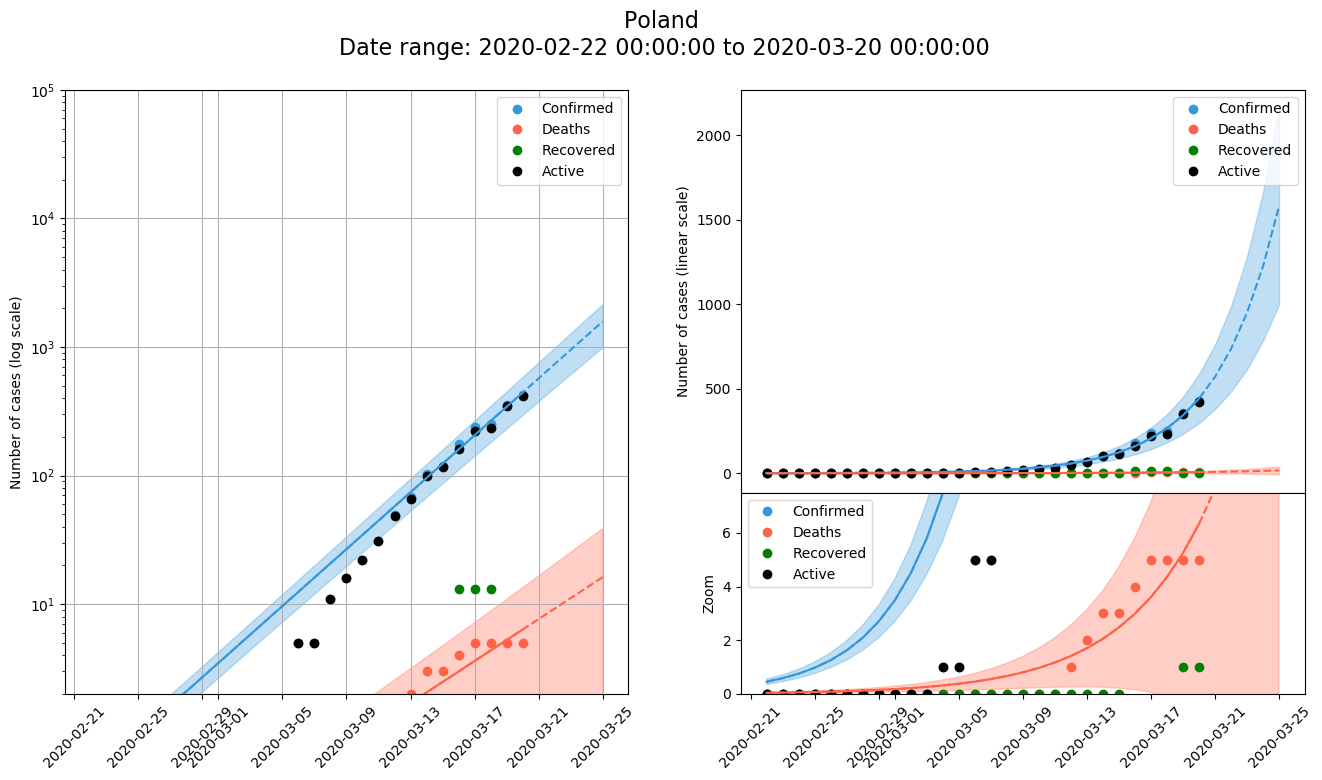 Poland
Date range: 2020-02-22 00:00:00 to 2020-03-20 00:00:00
Number of cases (log scale)
10^5
10^4
10^3
10^2
10^1
Confirmed
Deaths
Recovered
Active
2020-02-21
2020-02-25
2020-02-29
2020-03-01
2020-03-05
2020-03-09
2020-03-13
2020-03-17
2020-03-21
2020-03-25
Number of cases (linear scale)
2000
1500
1000
500
0
Confirmed
Deaths
Recovered
Active
Zoom
6
4
2
0
Confirmed
Deaths
Recovered
Active
2020-02-21
2020-02-25
2020-02-29
2020-03-01
2020-03-05
2020-03-09
2020-03-13
2020-03-17
2020-03-21
2020-03-25